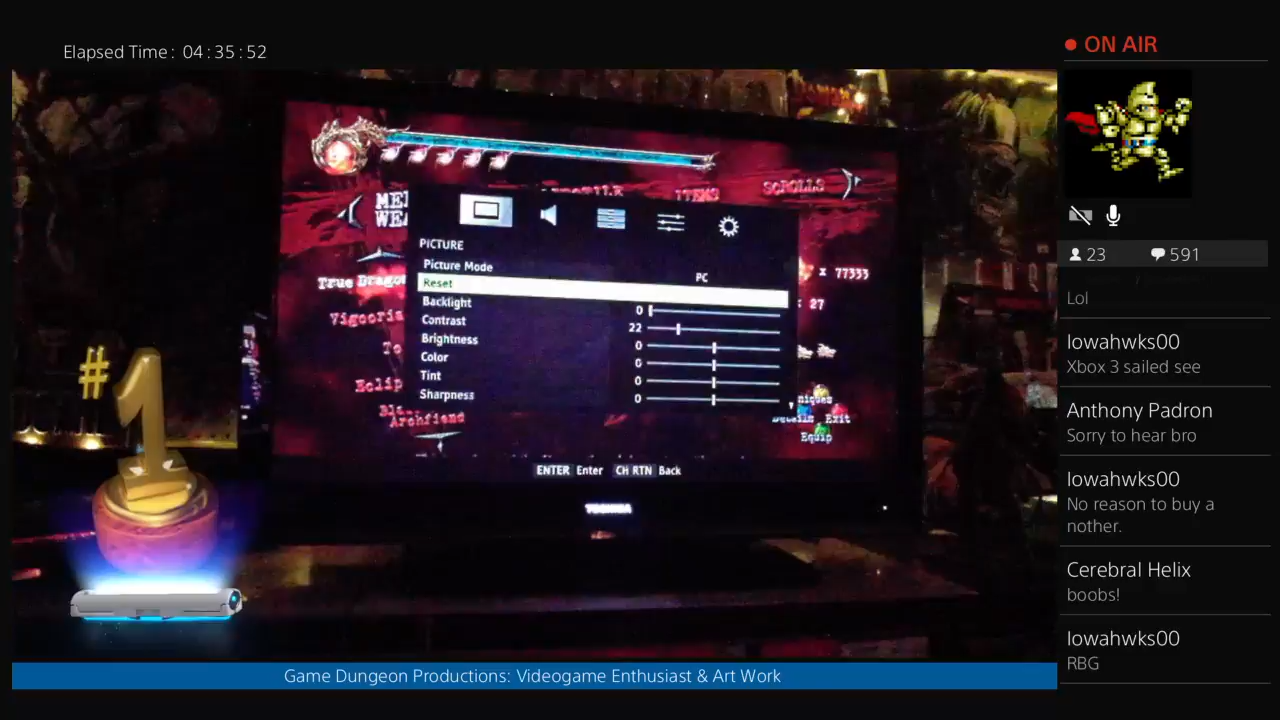 Elapsed Time: 04:35:52
ON AIR
23
591
Lol
Iowahwks00
Xbox 3 sailed see
Anthony Padron
Sorry to hear bro
Iowahwks00
No reason to buy a
nother.
Cerebral Helix
boobs!
Iowahwks00
RBG
ITEMS
SCROLLS
x 77333
: 27
PICTURE
Picture Mode PC
Reset
Backlight 0
Contrast 22
Brightness 0
Color 0
Tint 0
Sharpness 0
True
Details Exit
Equip
ENTER Enter CH RTN Back
TOSHIBA
#1
Game Dungeon Productions: Videogame Enthusiast & Art Work